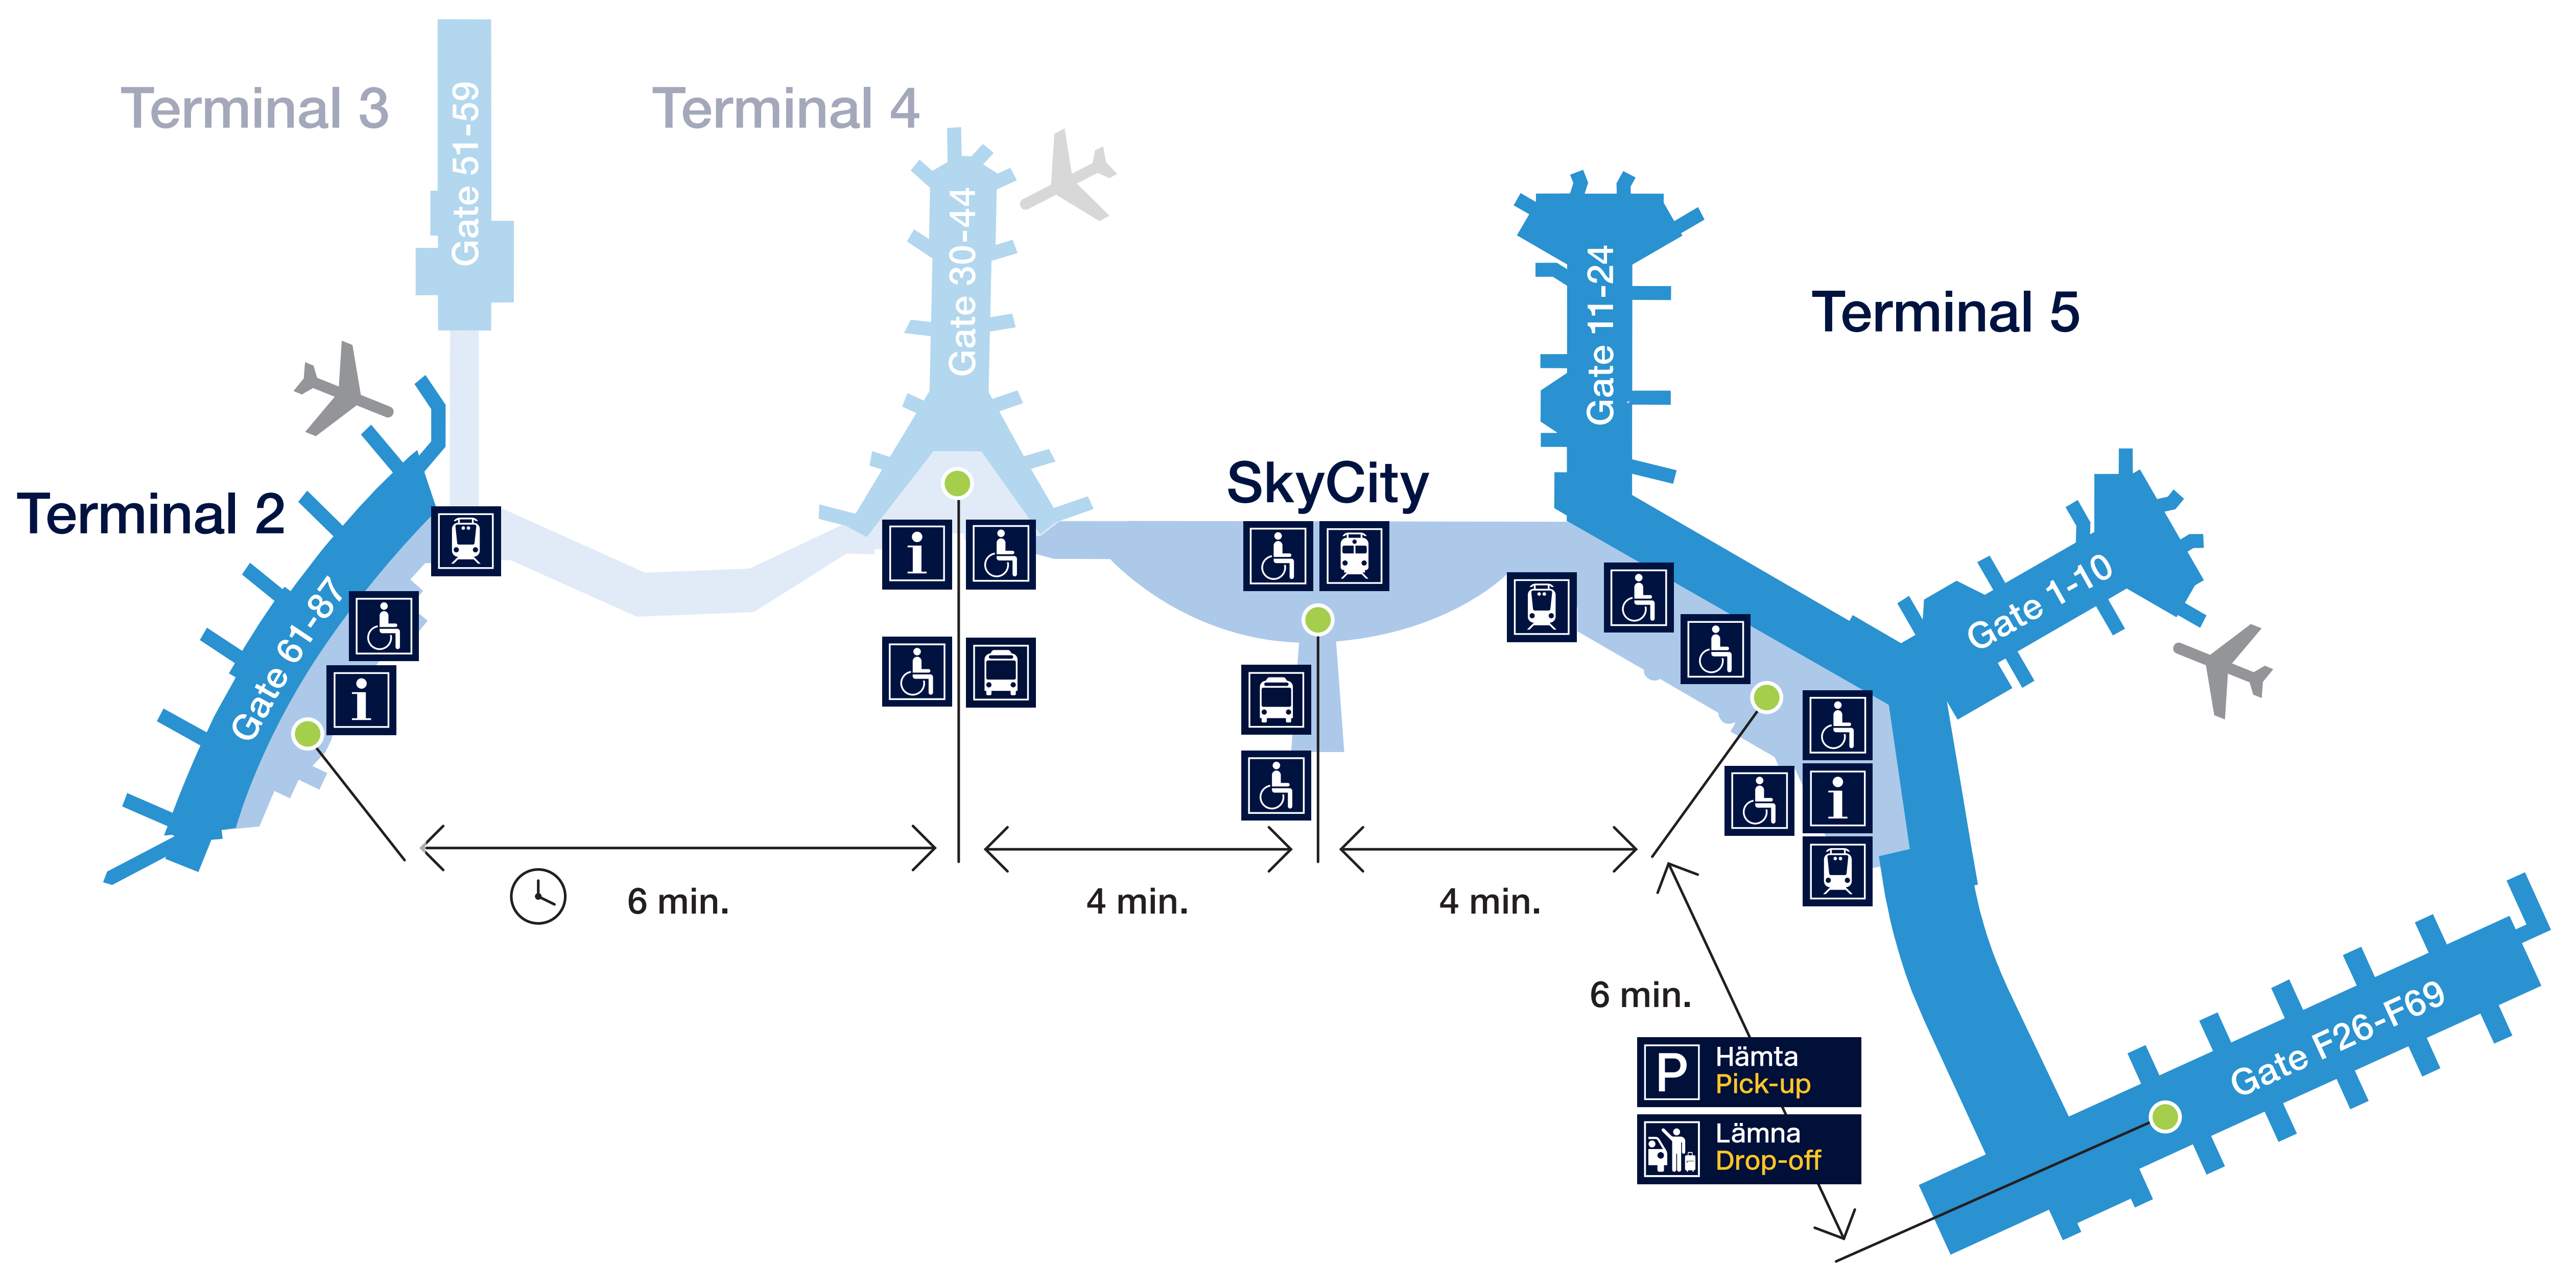 Terminal 3
Terminal 4
Gate 51-59
Gate 30-44
Gate 11-24
Terminal 5
Terminal 2
SkyCity
Gate 61-87
Gate 1-10
i
i
i
6 min.
4 min.
4 min.
6 min.
P
Hämta
Pick-up
Lämna
Drop-off
Gate F26-F69